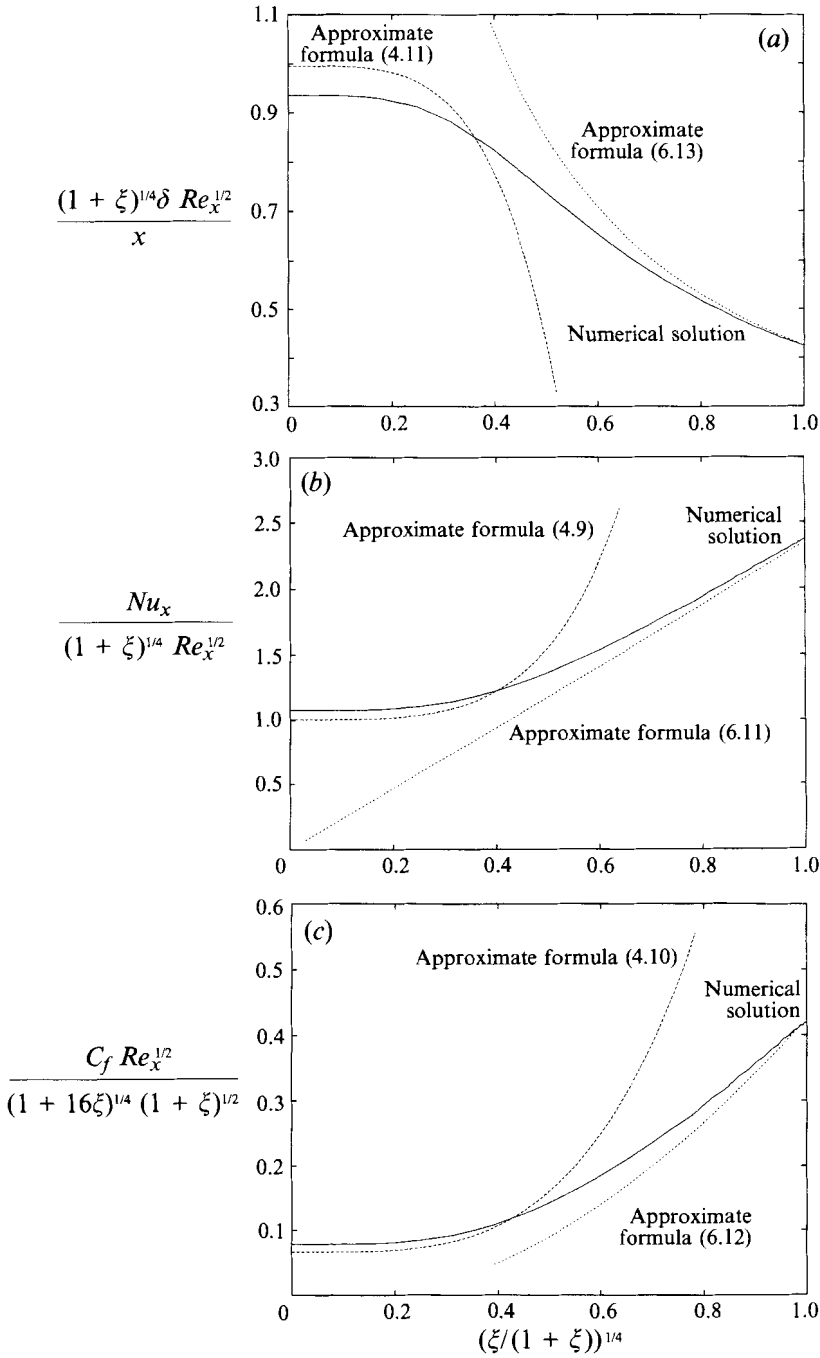 (a)
1.1
0.9
0.7
0.5
0.3
0 0.2 0.4 0.6 0.8 1.0
Approximate
formula (4.11)
Approximate
formula (6.13)
Numerical solution
(1 + ξ)^{1/4} δ Re_x^{1/2}
x
(b)
3.0
2.5
2.0
1.5
1.0
0.5
0 0.2 0.4 0.6 0.8 1.0
Approximate formula (4.9)
Numerical
solution
Approximate formula (6.11)
Nu_x
(1 + ξ)^{1/4} Re_x^{1/2}
(c)
0.6
0.5
0.4
0.3
0.2
0.1
0 0.2 0.4 0.6 0.8 1.0
Approximate formula (4.10)
Numerical
solution
Approximate
formula (6.12)
C_f Re_x^{1/2}
(1 + 16ξ)^{1/4} (1 + ξ)^{1/2}
(ξ/(1 + ξ))^{1/4}